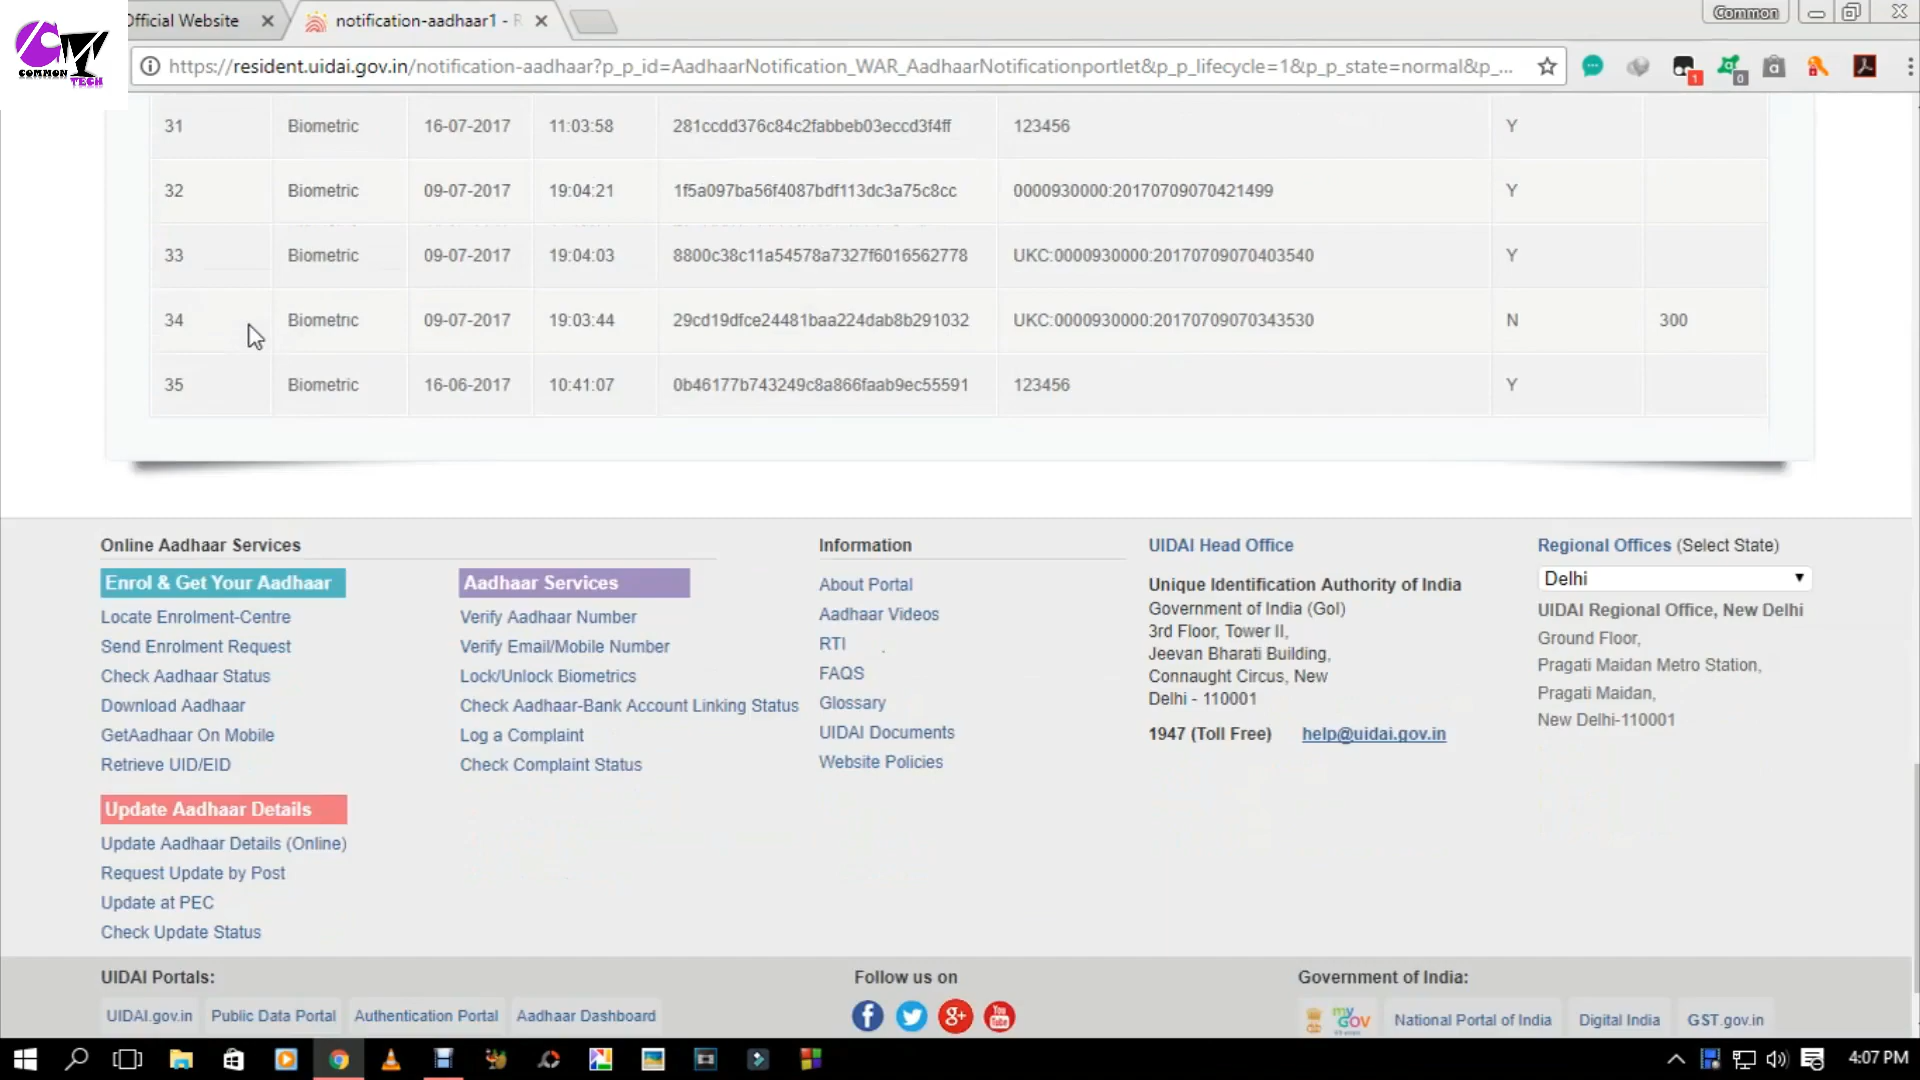 COMMON
TECH
Official Website
notification-aadhaar1 - R
Common
https://resident.uidai.gov.in/notification-aadhaar?p_p_id=AadhaarNotification_WAR_AadhaarNotificationportlet&p_p_lifecycle=1&p_p_state=normal&p_...
31 Biometric 16-07-2017 11:03:58 281ccdd376c84c2fabbeb03eccd3f4ff 123456 Y
32 Biometric 09-07-2017 19:04:21 1f5a097ba56f4087bdf113dc3a75c8cc 0000930000:20170709070421499 Y
33 Biometric 09-07-2017 19:04:03 8800c38c11a54578a7327f6016562778 UKC:0000930000:20170709070403540 Y
34 Biometric 09-07-2017 19:03:44 29cd19dfce24481baa224dab8b291032 UKC:0000930000:20170709070343530 N 300
35 Biometric 16-06-2017 10:41:07 0b46177b743249c8a866faab9ec55591 123456 Y
Online Aadhaar Services
Enrol & Get Your Aadhaar
Locate Enrolment-Centre
Send Enrolment Request
Check Aadhaar Status
Download Aadhaar
GetAadhaar On Mobile
Retrieve UID/EID
Update Aadhaar Details
Update Aadhaar Details (Online)
Request Update by Post
Update at PEC
Check Update Status
Aadhaar Services
Verify Aadhaar Number
Verify Email/Mobile Number
Lock/Unlock Biometrics
Check Aadhaar-Bank Account Linking Status
Log a Complaint
Check Complaint Status
Information
About Portal
Aadhaar Videos
RTI
FAQS
Glossary
UIDAI Documents
Website Policies
UIDAI Head Office
Unique Identification Authority of India
Government of India (GoI)
3rd Floor, Tower II,
Jeevan Bharati Building,
Connaught Circus, New
Delhi - 110001
1947 (Toll Free) help@uidai.gov.in
Regional Offices (Select State)
Delhi
UIDAI Regional Office, New Delhi
Ground Floor,
Pragati Maidan Metro Station,
Pragati Maidan,
New Delhi-110001
UIDAI Portals:
UIDAI.gov.in Public Data Portal Authentication Portal Aadhaar Dashboard
Follow us on
Government of India:
my GOV National Portal of India Digital India GST.gov.in
4:07 PM